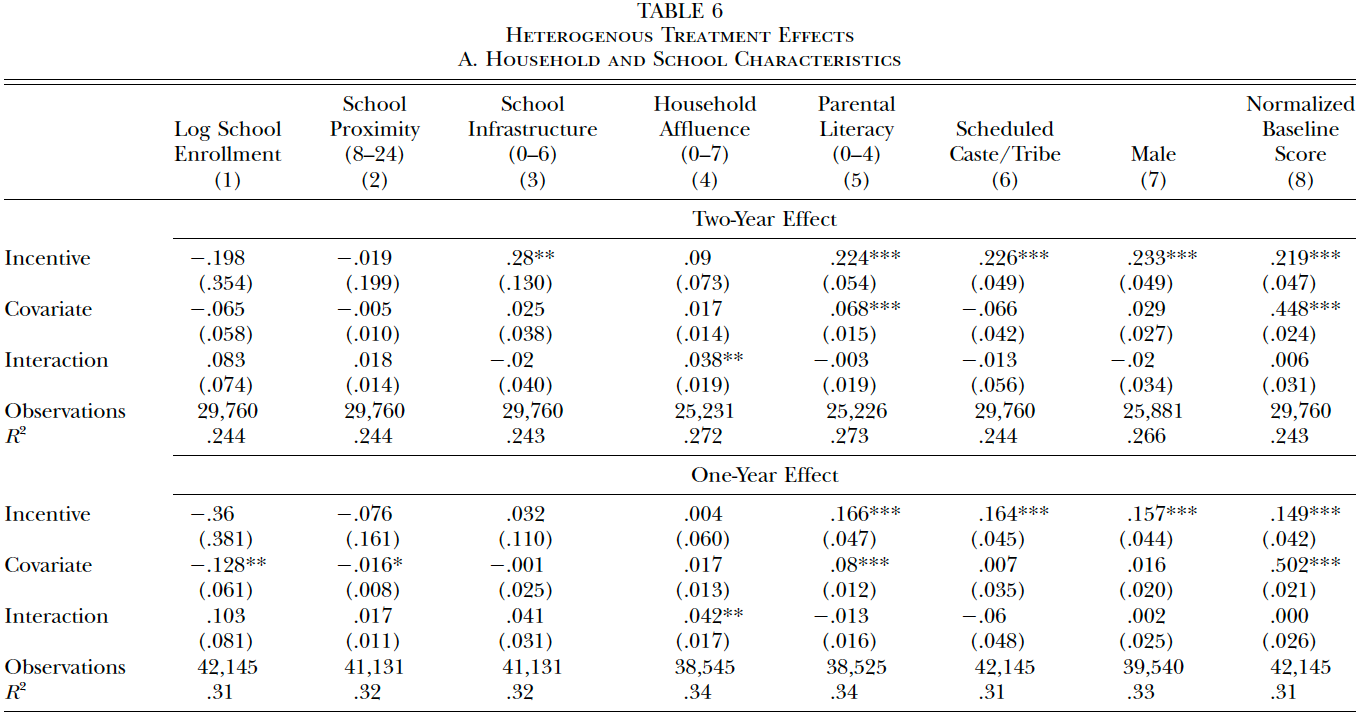 TABLE 6
Heterogenous Treatment Effects
A. Household and School Characteristics
School School Household Parental Normalized
Log School Proximity Infrastructure Affluence Literacy Scheduled Baseline
Enrollment (8–24) (0–6) (0–7) (0–4) Caste/Tribe Male Score
(1) (2) (3) (4) (5) (6) (7) (8)
Two-Year Effect
Incentive −.198 −.019 .28** .09 .224*** .226*** .233*** .219***
(.354) (.199) (.130) (.073) (.054) (.049) (.049) (.047)
Covariate −.065 −.005 .025 .017 .068*** −.066 .029 .448***
(.058) (.010) (.038) (.014) (.015) (.042) (.027) (.024)
Interaction .083 .018 −.02 .038** −.003 −.013 −.02 .006
(.074) (.014) (.040) (.019) (.019) (.056) (.034) (.031)
Observations 29,760 29,760 29,760 25,231 25,226 29,760 25,881 29,760
R² .244 .244 .243 .272 .273 .244 .266 .243
One-Year Effect
Incentive −.36 −.076 .032 .004 .166*** .164*** .157*** .149***
(.381) (.161) (.110) (.060) (.047) (.045) (.044) (.042)
Covariate −.128** −.016* −.001 .017 .08*** .007 .016 .502***
(.061) (.008) (.025) (.013) (.012) (.035) (.020) (.021)
Interaction .103 .017 .041 .042** −.013 −.06 .002 .000
(.081) (.011) (.031) (.017) (.016) (.048) (.025) (.026)
Observations 42,145 41,131 41,131 38,545 38,525 42,145 39,540 42,145
R² .31 .32 .32 .34 .34 .31 .33 .31